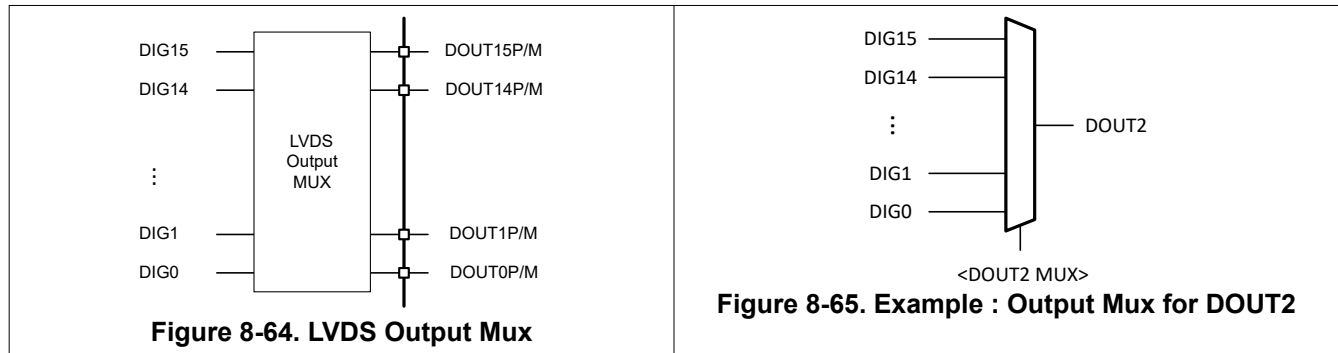 DIG15
DOUT15P/M
DIG14
DOUT14P/M
LVDS
Output
MUX
⋮
DIG1
DOUT1P/M
DIG0
DOUT0P/M
Figure 8-64. LVDS Output Mux
DIG15
DIG14
⋮
DOUT2
DIG1
DIG0
<DOUT2 MUX>
Figure 8-65. Example : Output Mux for DOUT2